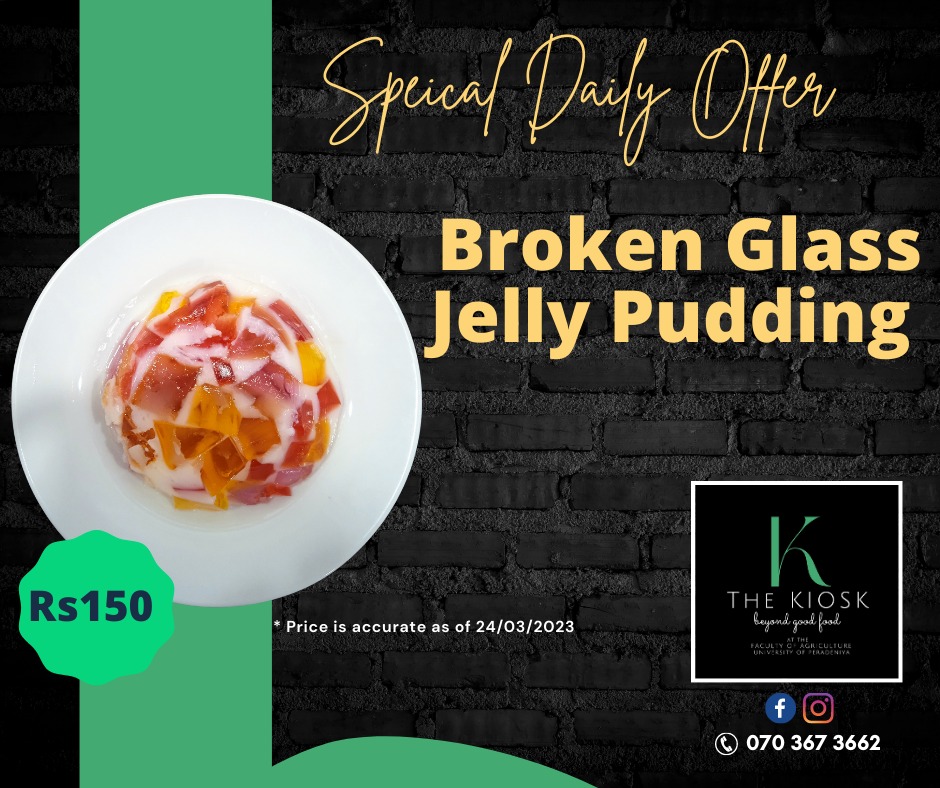 Speical Daily Offer
Broken Glass
Jelly Pudding
Rs150
* Price is accurate as of 24/03/2023
K
THE KIOSK
beyond good food
AT THE
FACULTY OF AGRICULTURE
UNIVERSITY OF PERADENIYA
070 367 3662